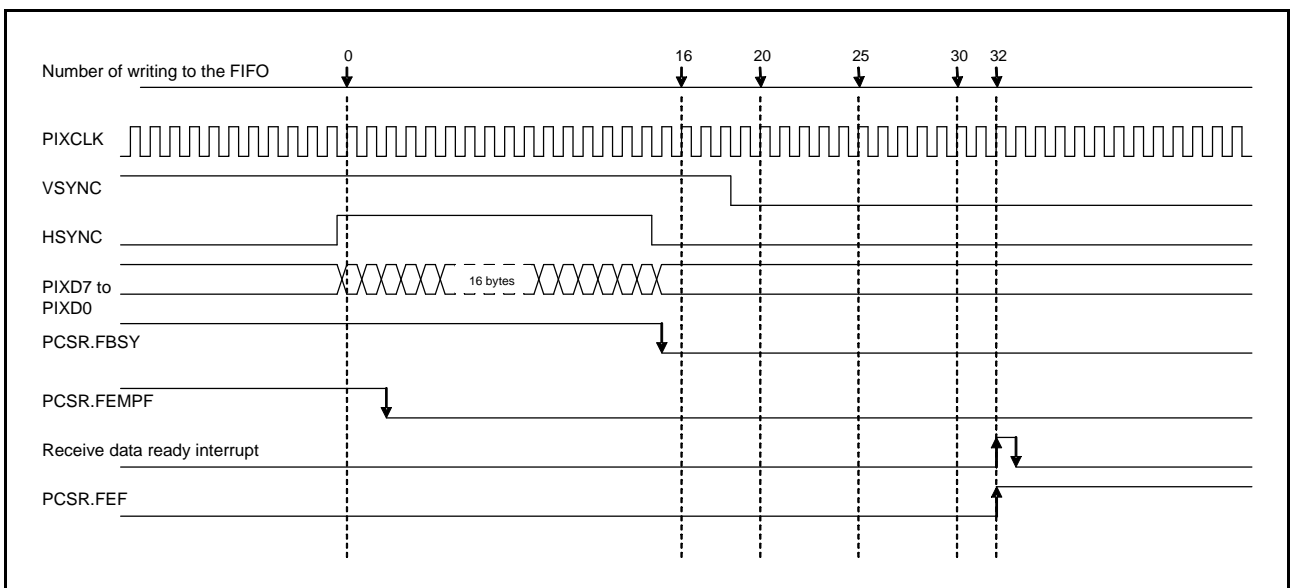 0 16 20 25 30 32
Number of writing to the FIFO
PIXCLK
VSYNC
HSYNC
16 bytes
PIXD7 to
PIXD0
PCSR.FBSY
PCSR.FEMPF
Receive data ready interrupt
PCSR.FEF